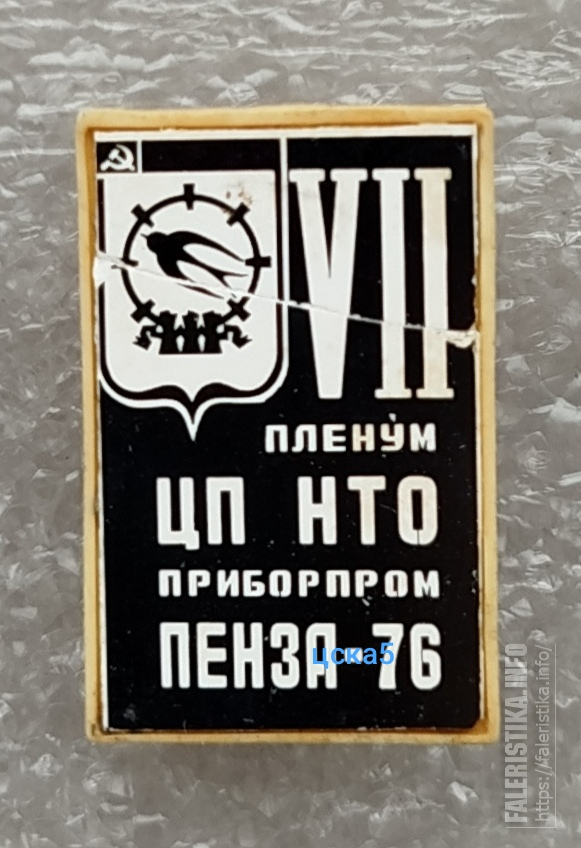 VII
ПЛЕНУМ
ЦП НТО
ПРИБОРПРОМ
ПЕНЗА 76
цска5
FALERISTIKA.INFO
https://faleristika.info/